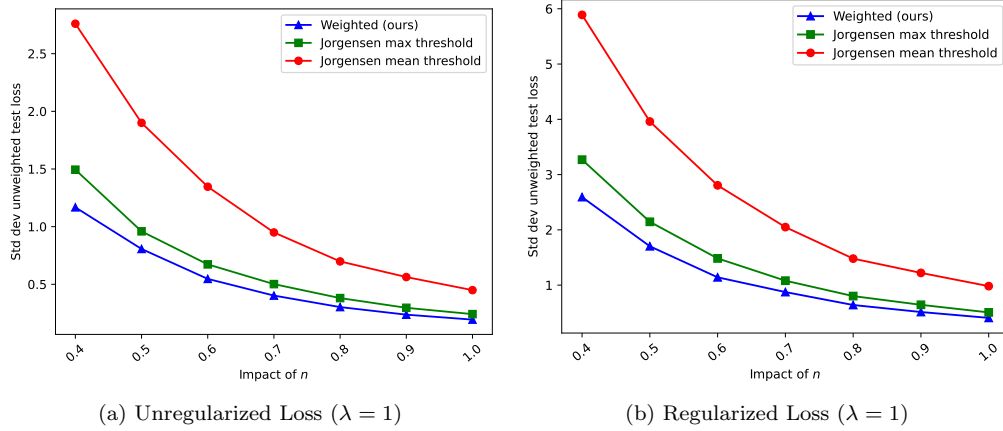 Std dev unweighted test loss
2.5
2.0
1.5
1.0
0.5
Weighted (ours)
Jorgensen max threshold
Jorgensen mean threshold
0.4 0.5 0.6 0.7 0.8 0.9 1.0
Impact of n
(a) Unregularized Loss (λ = 1)
Std dev unweighted test loss
6
5
4
3
2
1
Weighted (ours)
Jorgensen max threshold
Jorgensen mean threshold
0.4 0.5 0.6 0.7 0.8 0.9 1.0
Impact of n
(b) Regularized Loss (λ = 1)